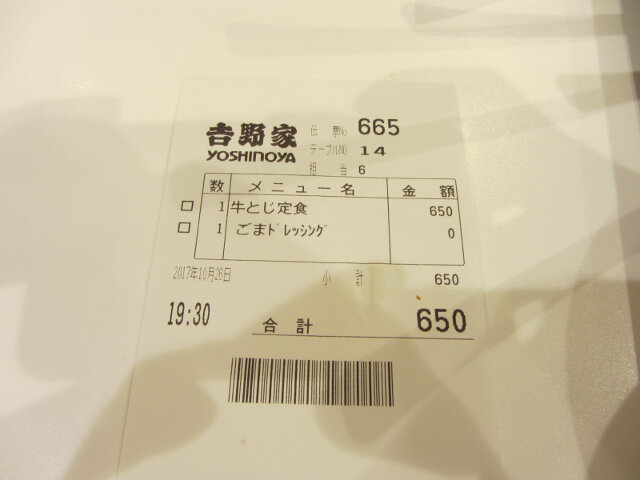 吉野家 伝票No 665
YOSHINOYA テーブルNO 14
担当 6
数 メニュー名 金額
□ 1 牛とじ定食 650
□ 1 ごまドレッシング 0
2017年10月26日 小計 650
19:30 合計 650